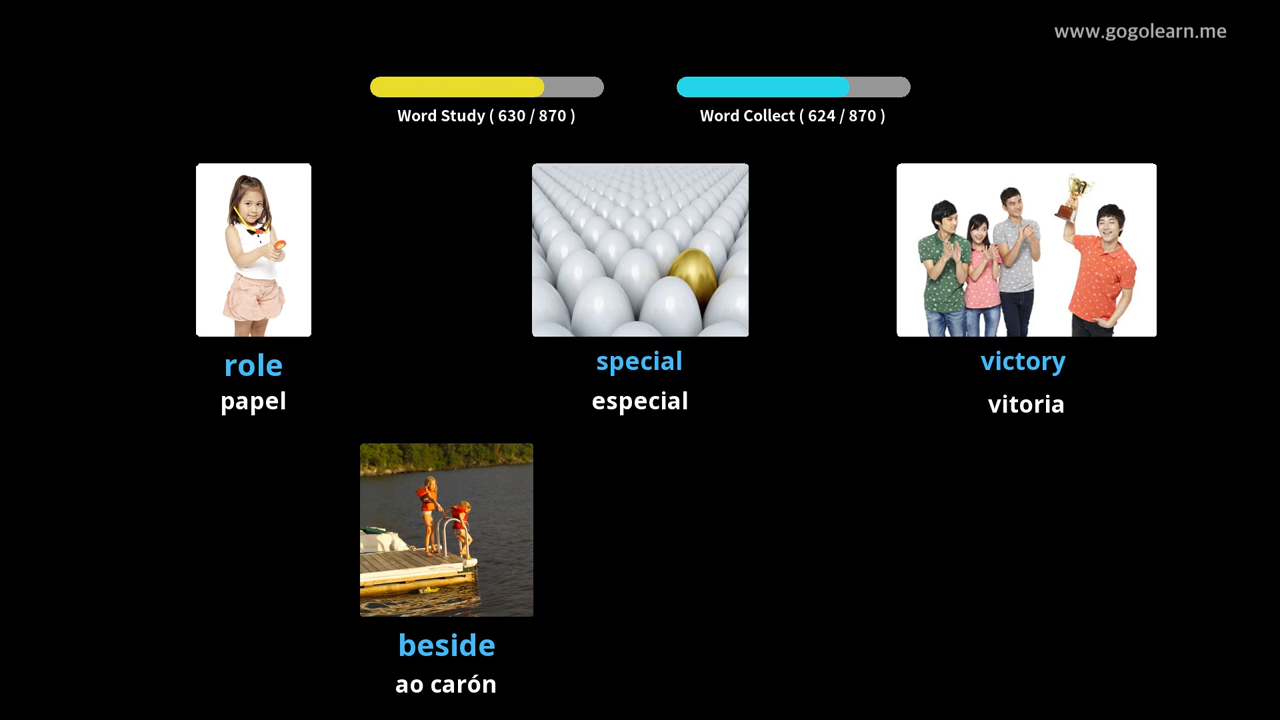 www.gogolearn.me
Word Study ( 630 / 870 )
Word Collect ( 624 / 870 )
role
papel
special
especial
victory
vitoria
beside
ao carón